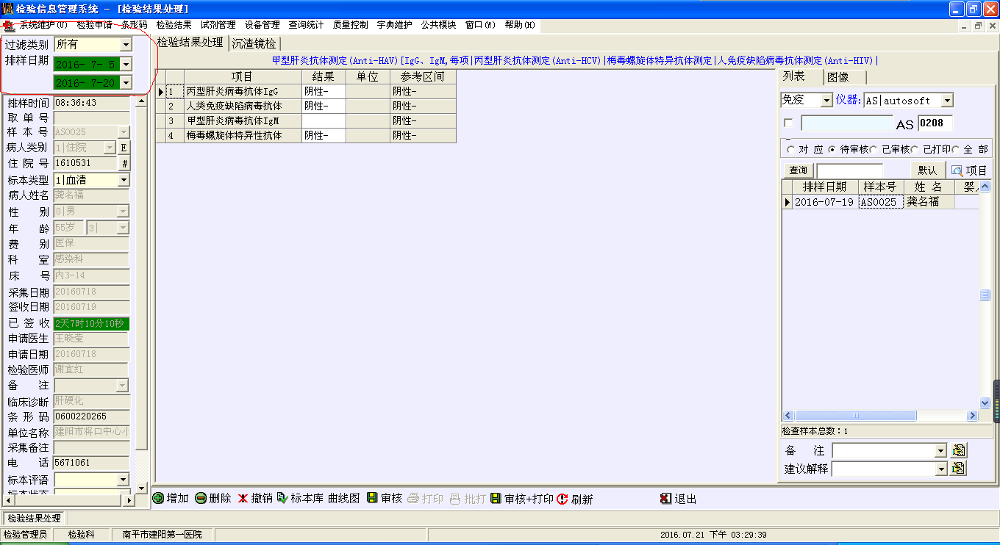 检验信息管理系统 - [检验结果处理]
系统维护(U) 检验申请 条形码 检验结果 试剂管理 设备管理 查询统计 质量控制 字典维护 公共模块 窗口(W) 帮助(H)
过滤类别 所有
排样日期 2016- 7- 5
2016- 7-20
排样时间 08:36:43
取 单 号
样 本 号 AS0025
病人类别 1|住院 E
住 院 号 1610531 #
标本类型 1|血清
病人姓名 龚名福
性 别 0|男
年 龄 55岁 3|
费 别 医保
科 室 感染科
床 号 内3-14
采集日期 20160718
签收日期 20160719
已 签 收 2天7时10分10秒
申请医生 王晓莹
申请日期 20160718
检验医师 谢宜红
备 注
临床诊断 肝硬化
条 形 码 0600220265
单位名称 建阳市将口中心小
采集备注
电 话 5671061
标本评语
标本状态
检验结果处理 沉渣镜检
甲型肝炎抗体测定(Anti-HAV)[IgG、IgM,每项|丙型肝炎抗体测定(Anti-HCV)|梅毒螺旋体特异抗体测定|人免疫缺陷病毒抗体测定(Anti-HIV)|
项目 结果 单位 参考区间
1 丙型肝炎病毒抗体IgG 阴性- 阴性-
2 人类免疫缺陷病毒抗体 阴性- 阴性-
3 甲型肝炎病毒抗体IgM 阴性-
4 梅毒螺旋体特异性抗体 阴性- 阴性-
列表 图像
免疫 仪器: AS|autosoft
AS 0208
对 应 待审核 已审核 已打印 全 部
查询 默认 项目
排样日期 样本号 姓 名 婴
2016-07-19 AS0025 龚名福
检查样本总数：1
备 注
建议解释
增加 删除 撤销 标本库 曲线图 审核 打印 批打 审核+打印 刷新 退出
检验结果处理
检验管理员 检验科 南平市建阳第一医院 2016.07.21 下午 03:29:39